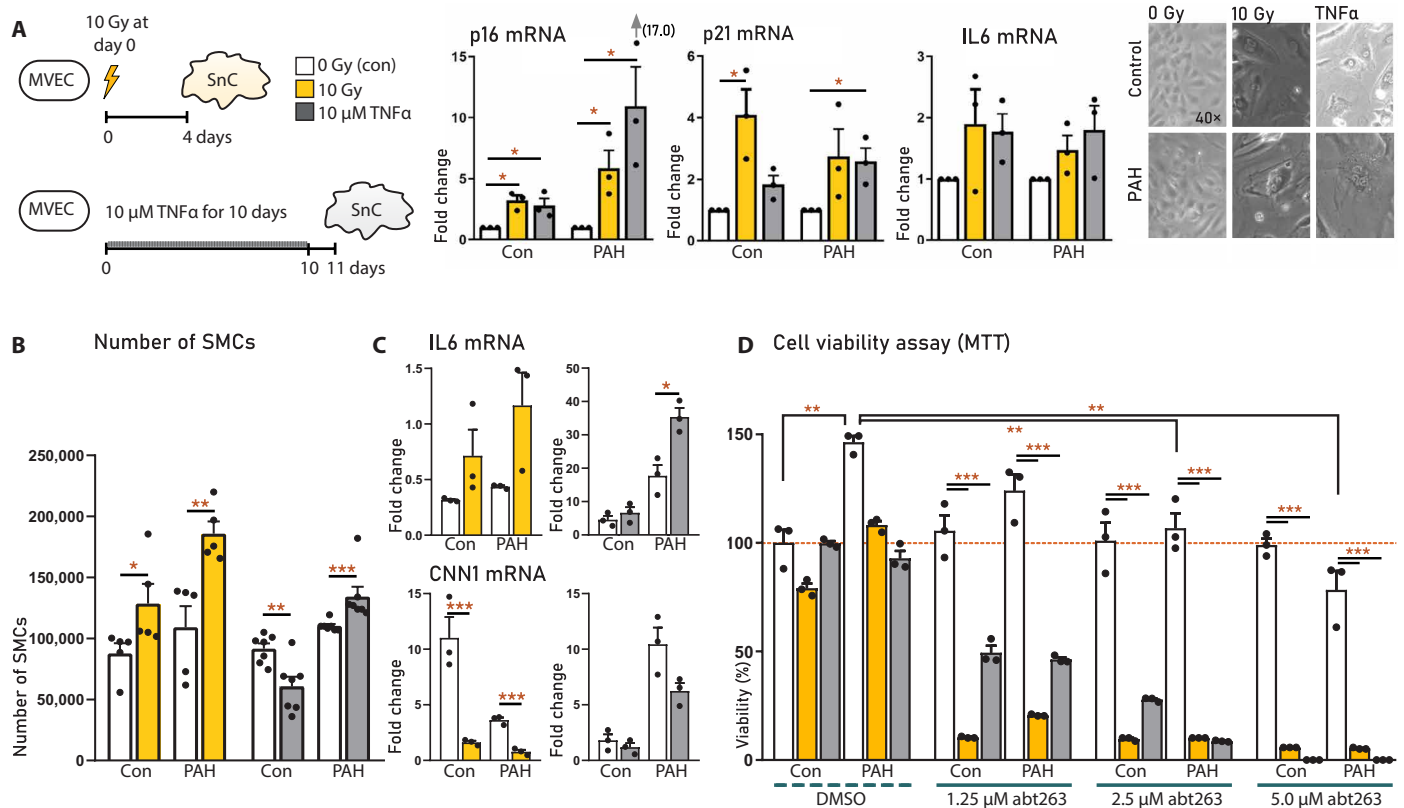 A
10 Gy at
day 0
MVEC
SnC
0
4 days
0 Gy (con)
10 Gy
10 µM TNFα
MVEC
10 µM TNFα for 10 days
SnC
0
10
11 days
p16 mRNA
(17.0)
Fold change
15
10
5
0
*
*
*
*
Con
PAH
p21 mRNA
Fold change
6
4
2
0
*
*
Con
PAH
IL6 mRNA
Fold change
3
2
1
0
Con
PAH
0 Gy
10 Gy
TNFα
Control
40×
PAH
B
Number of SMCs
Number of SMCs
250,000
200,000
150,000
100,000
50,000
0
*
**
**
***
Con
PAH
Con
PAH
C
IL6 mRNA
Fold change
1.5
1.0
0.5
0.0
Con
PAH
Fold change
50
40
30
20
10
0
*
Con
PAH
CNN1 mRNA
Fold change
15
10
5
0
***
***
Con
PAH
Fold change
15
10
5
0
Con
PAH
D
Cell viability assay (MTT)
Viability (%)
150
100
50
0
**
**
**
***
***
***
***
***
***
Con
PAH
Con
PAH
Con
PAH
Con
PAH
DMSO
1.25 µM abt263
2.5 µM abt263
5.0 µM abt263